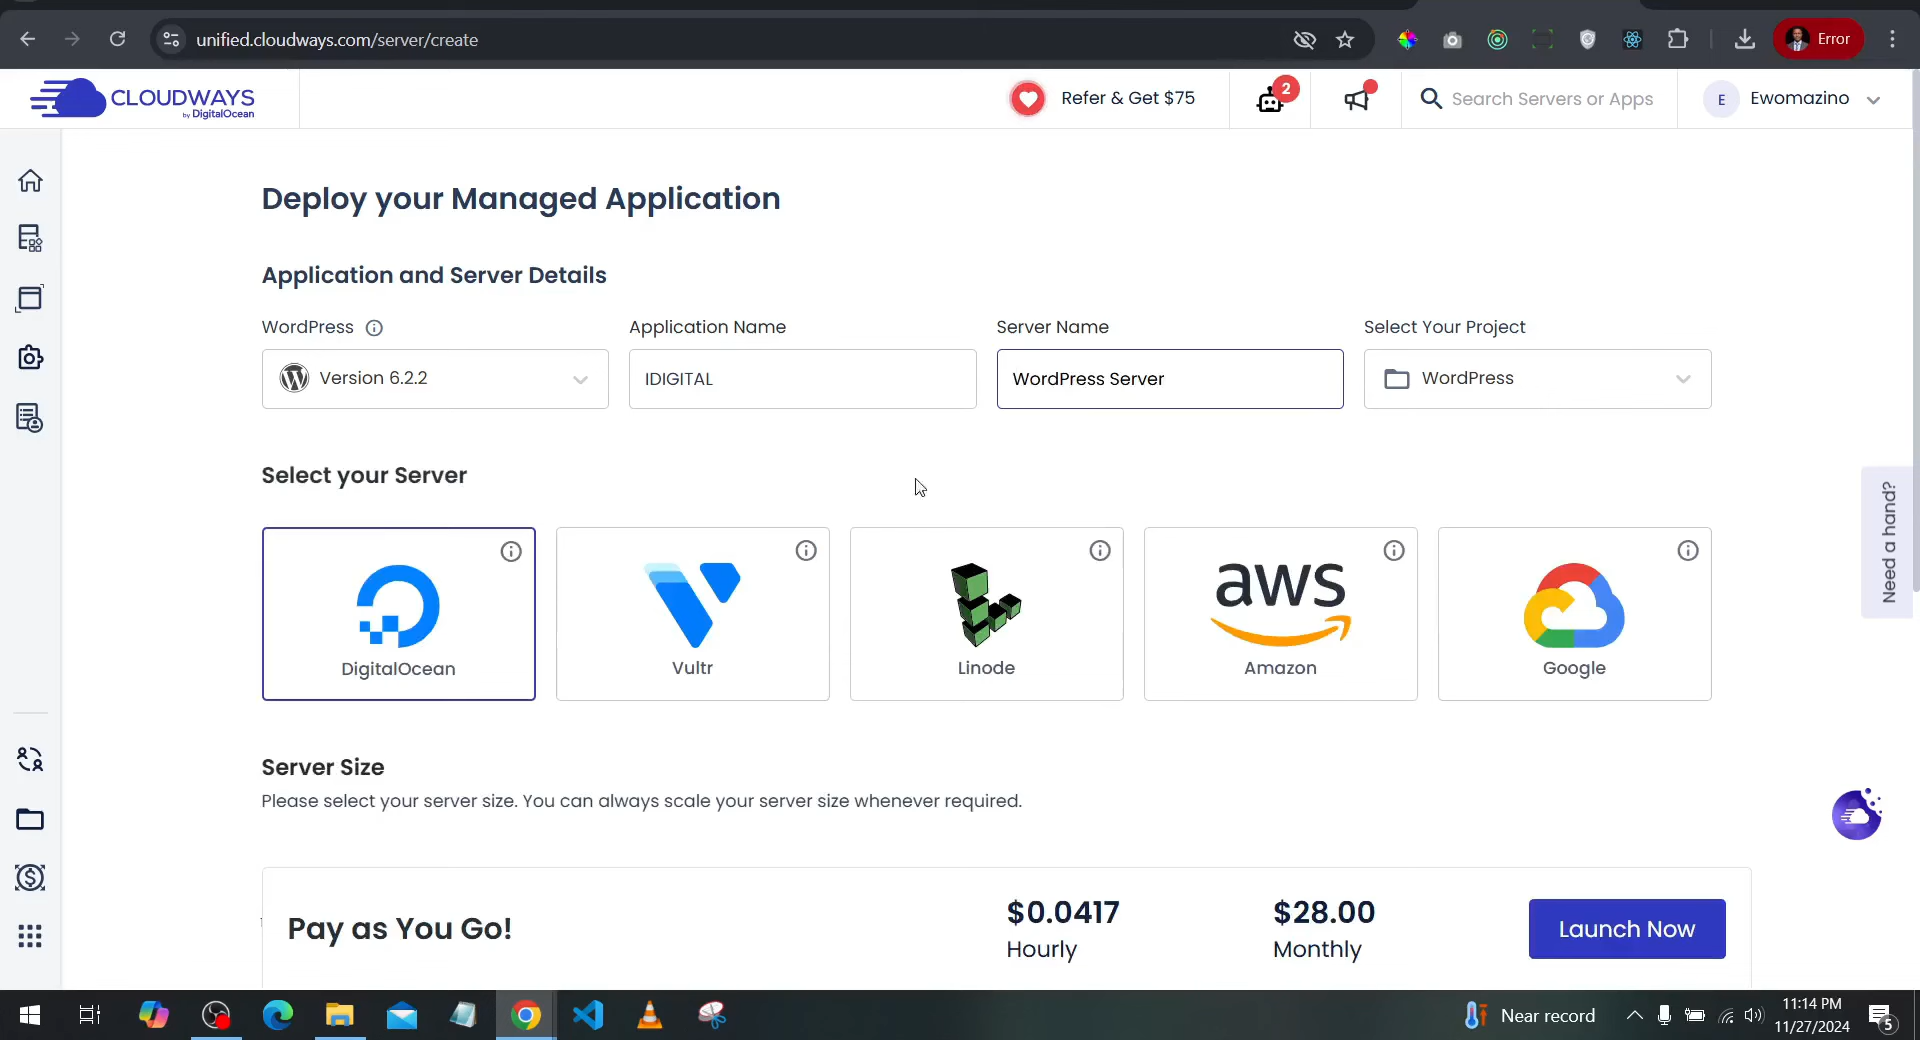 unified.cloudways.com/server/create
Error
CLOUDWAYS
by DigitalOcean
Refer & Get $75
2
Search Servers or Apps
E
Ewomazino
Deploy your Managed Application
Application and Server Details
WordPress
Application Name
Server Name
Select Your Project
Version 6.2.2
IDIGITAL
WordPress Server
WordPress
Select your Server
Need a hand?
aws
DigitalOcean
Vultr
Linode
Amazon
Google
Server Size
Please select your server size. You can always scale your server size whenever required.
Pay as You Go!
$0.0417
Hourly
$28.00
Monthly
Launch Now
Near record
11:14 PM
11/27/2024
5